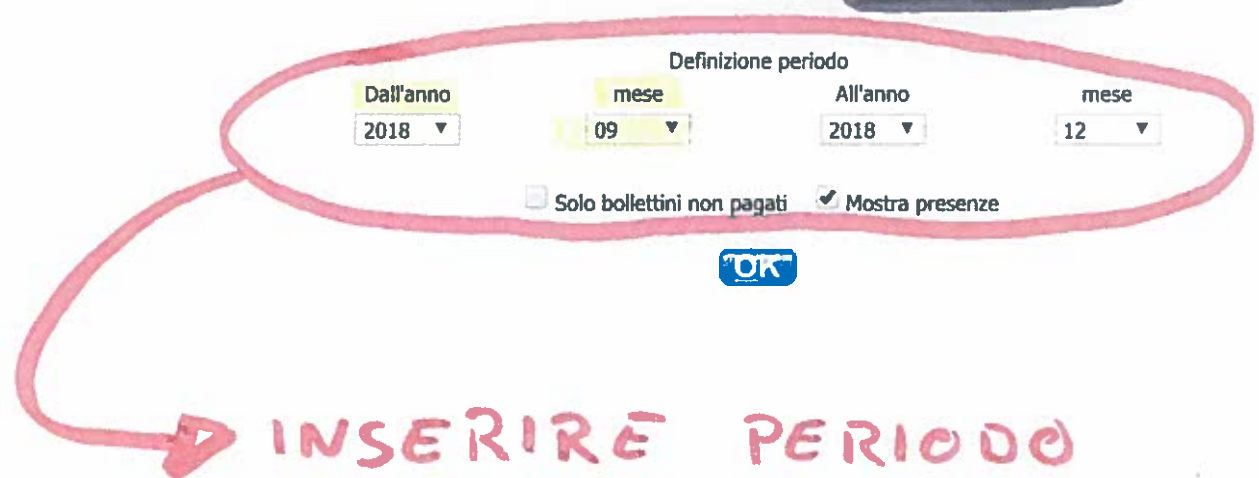 Definizione periodo
Dall'anno mese All'anno mese
2018 09 2018 12
Solo bollettini non pagati Mostra presenze
OK
INSERIRE PERIODO